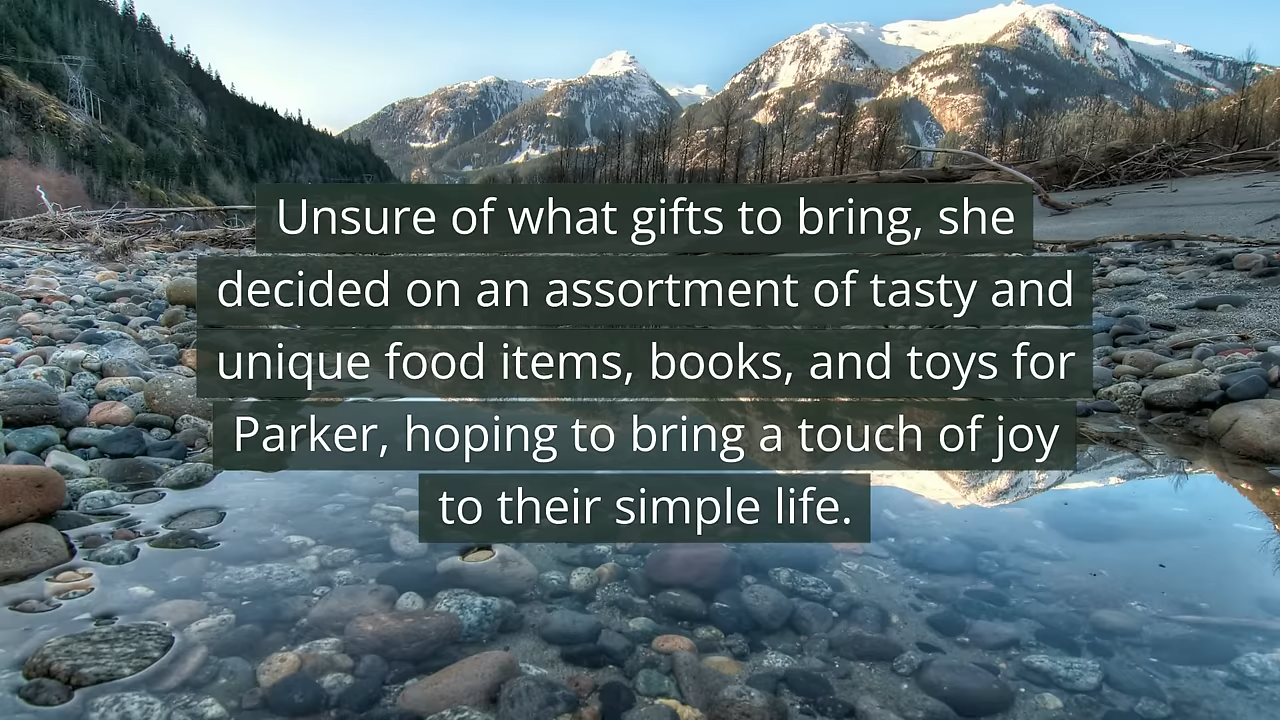 Unsure of what gifts to bring, she
decided on an assortment of tasty and
unique food items, books, and toys for
Parker, hoping to bring a touch of joy
to their simple life.